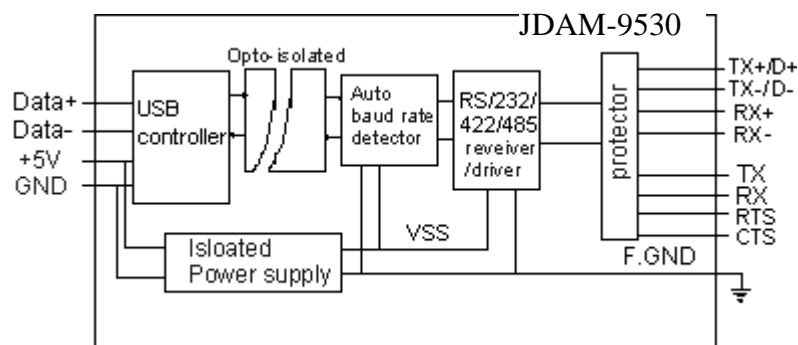 JDAM-9530
Opto-isolated
Data+
Data-
+5V
GND
USB
controller
Auto
baud rate
detector
RS/232/
422/485
reveiver
/driver
protector
TX+/D+
TX-/D-
RX+
RX-
TX
RX
RTS
CTS
Isloated
Power supply
VSS
F.GND